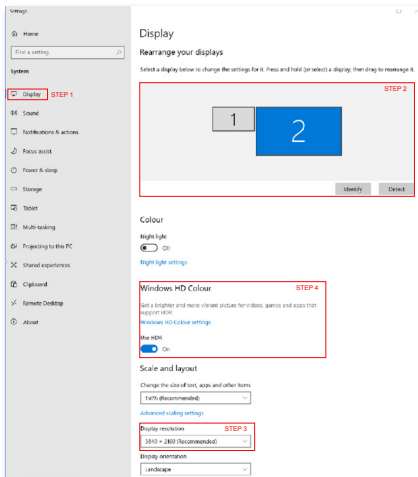 Settings
Home
Find a setting
System
Display STEP 1
Sound
Notifications & actions
Focus assist
Power & sleep
Storage
Tablet
Multi-tasking
Projecting to this PC
Shared experiences
Clipboard
Remote Desktop
About
Display
Rearrange your displays
Select a display below to change the settings for it. Press and hold (or select) a display, then drag to rearrange it.
STEP 2
1
2
Identify Detect
Colour
Night light
Off
Night light settings
Windows HD Colour STEP 4
Get a brighter and more vibrant picture for videos, games and apps that
support HDR.
Windows HD Colour settings
Use HDR
On
Scale and layout
Change the size of text, apps and other items
150% (Recommended)
Advanced scaling settings
Display resolution STEP 3
3840 × 2160 (Recommended)
Display orientation
Landscape